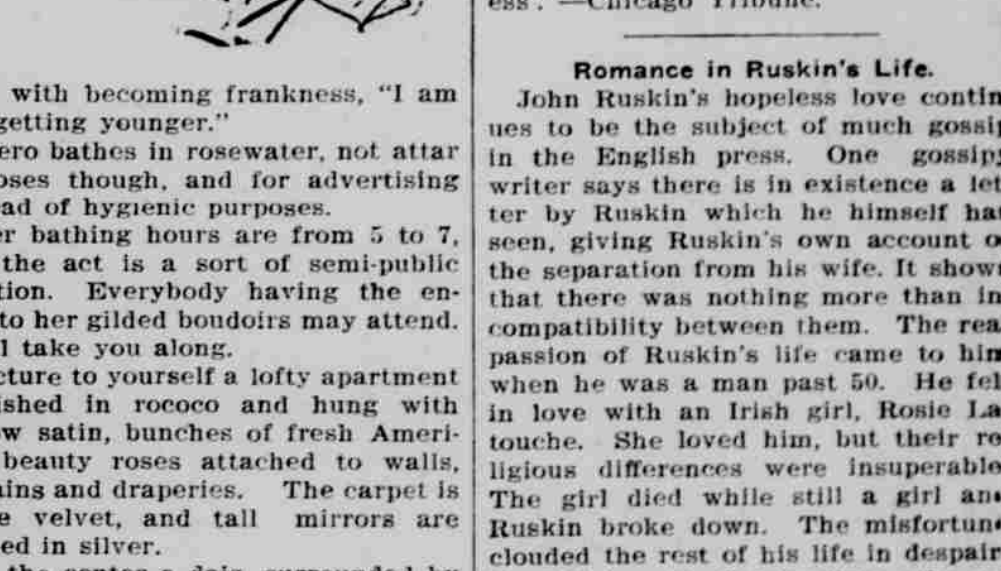 with becoming frankness, "I am
getting younger."
ero bathes in rosewater, not attar
oses though, and for advertising
ad of hygienic purposes.
er bathing hours are from 5 to 7,
the act is a sort of semi-public
tion. Everybody having the en-
to her gilded boudoirs may attend.
l take you along.
cture to yourself a lofty apartment
ished in rococo and hung with
w satin, bunches of fresh Ameri-
beauty roses attached to walls,
ains and draperies. The carpet is
e velvet, and tall mirrors are
ed in silver.
ess. —Chicago Tribune.
Romance in Ruskin's Life.
John Ruskin's hopeless love contin
ues to be the subject of much gossip
in the English press. One gossip
writer says there is in existence a let
ter by Ruskin which he himself has
seen, giving Ruskin's own account o
the separation from his wife. It shows
that there was nothing more than in
compatibility between them. The rea
passion of Ruskin's life came to him
when he was a man past 50. He fel
in love with an Irish girl, Rosie La
touche. She loved him, but their re
ligious differences were insuperable
The girl died while still a girl and
Ruskin broke down. The misfortune
clouded the rest of his life in despair